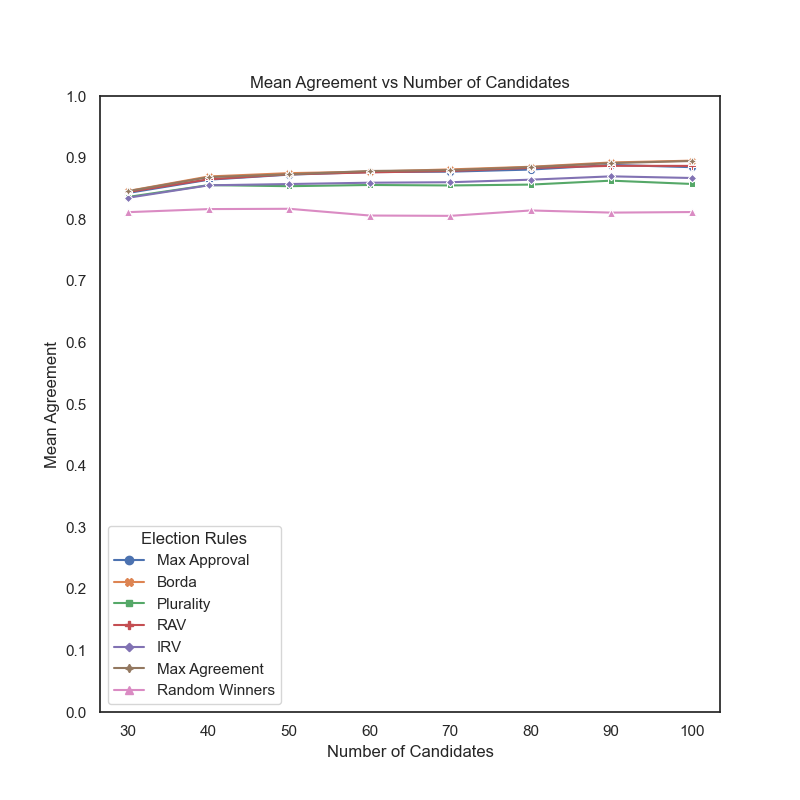 Mean Agreement vs Number of Candidates
1.0
0.9
0.8
0.7
0.6
0.5
0.4
0.3
0.2
0.1
0.0
Mean Agreement
Election Rules
Max Approval
Borda
Plurality
RAV
IRV
Max Agreement
Random Winners
30 40 50 60 70 80 90 100
Number of Candidates